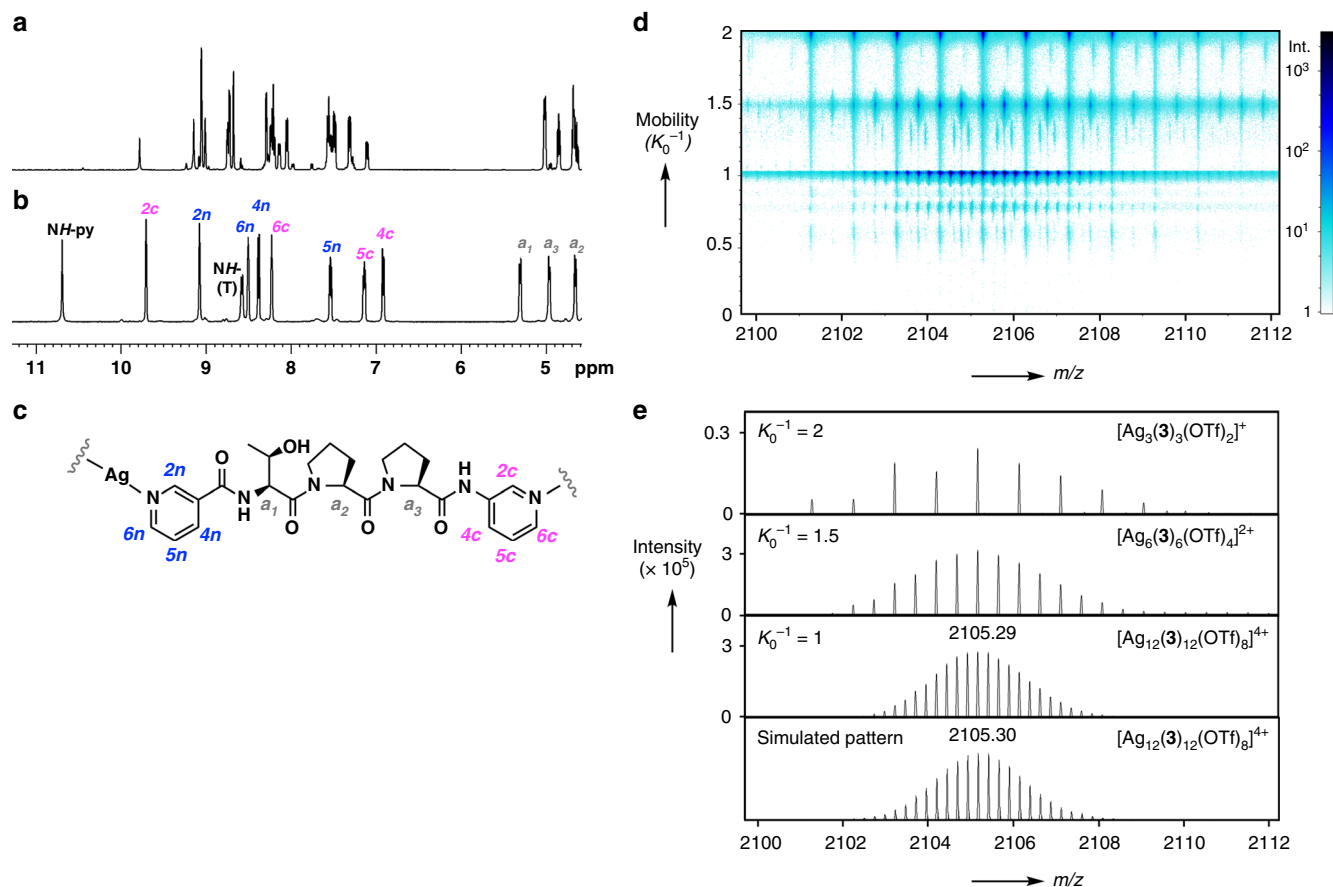 a
b
NH-py
2c
2n
NH-
(T)
6n
4n
6c
5n
5c
4c
a1
a3
a2
11 10 9 8 7 6 5 ppm
c
Ag
N
2n
6n
5n
4n
O
N
H
a1
OH
O
N
a2
O
N
a3
O
H
N
2c
N
4c
5c
6c
d
Mobility
(K0−1)
2
1.5
1
0.5
0
2100 2102 2104 2106 2108 2110 2112
m/z
Int.
10³
10²
10¹
1
e
Intensity
(× 10⁵)
0.3
0
K0−1 = 2
[Ag3(3)3(OTf)2]+
3
0
K0−1 = 1.5
[Ag6(3)6(OTf)4]2+
3
0
K0−1 = 1
2105.29
[Ag12(3)12(OTf)8]4+
Simulated pattern
2105.30
[Ag12(3)12(OTf)8]4+
2100 2102 2104 2106 2108 2110 2112
m/z